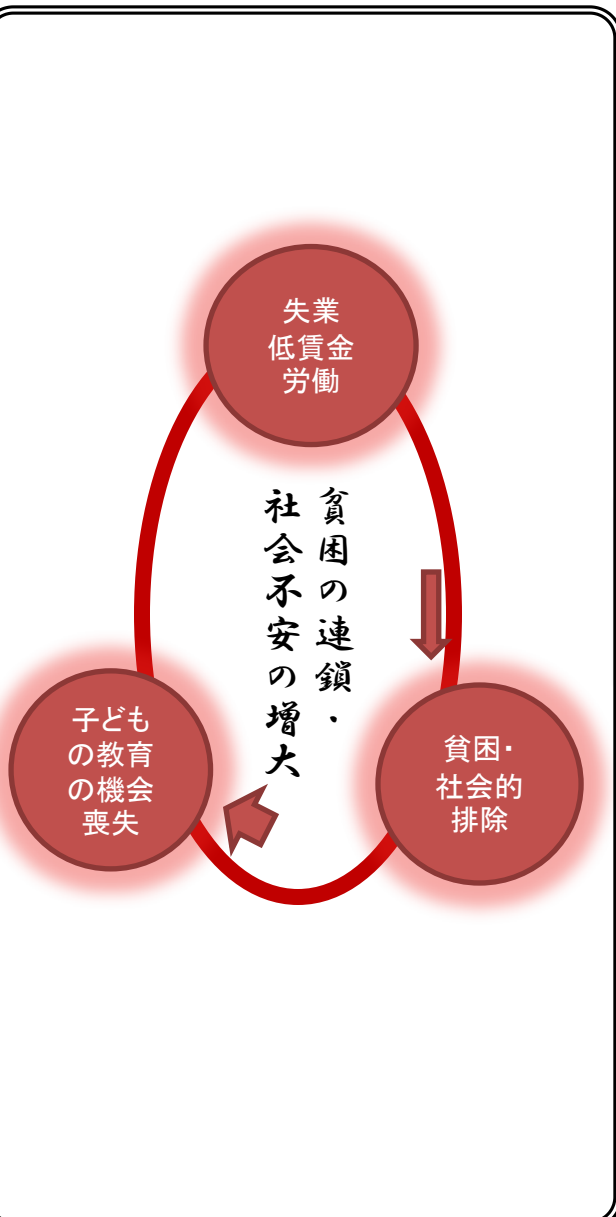 失業
低賃金
労働
貧困の連鎖・
社会不安の増大
子ども
の教育
の機会
喪失
貧困・
社会的
排除